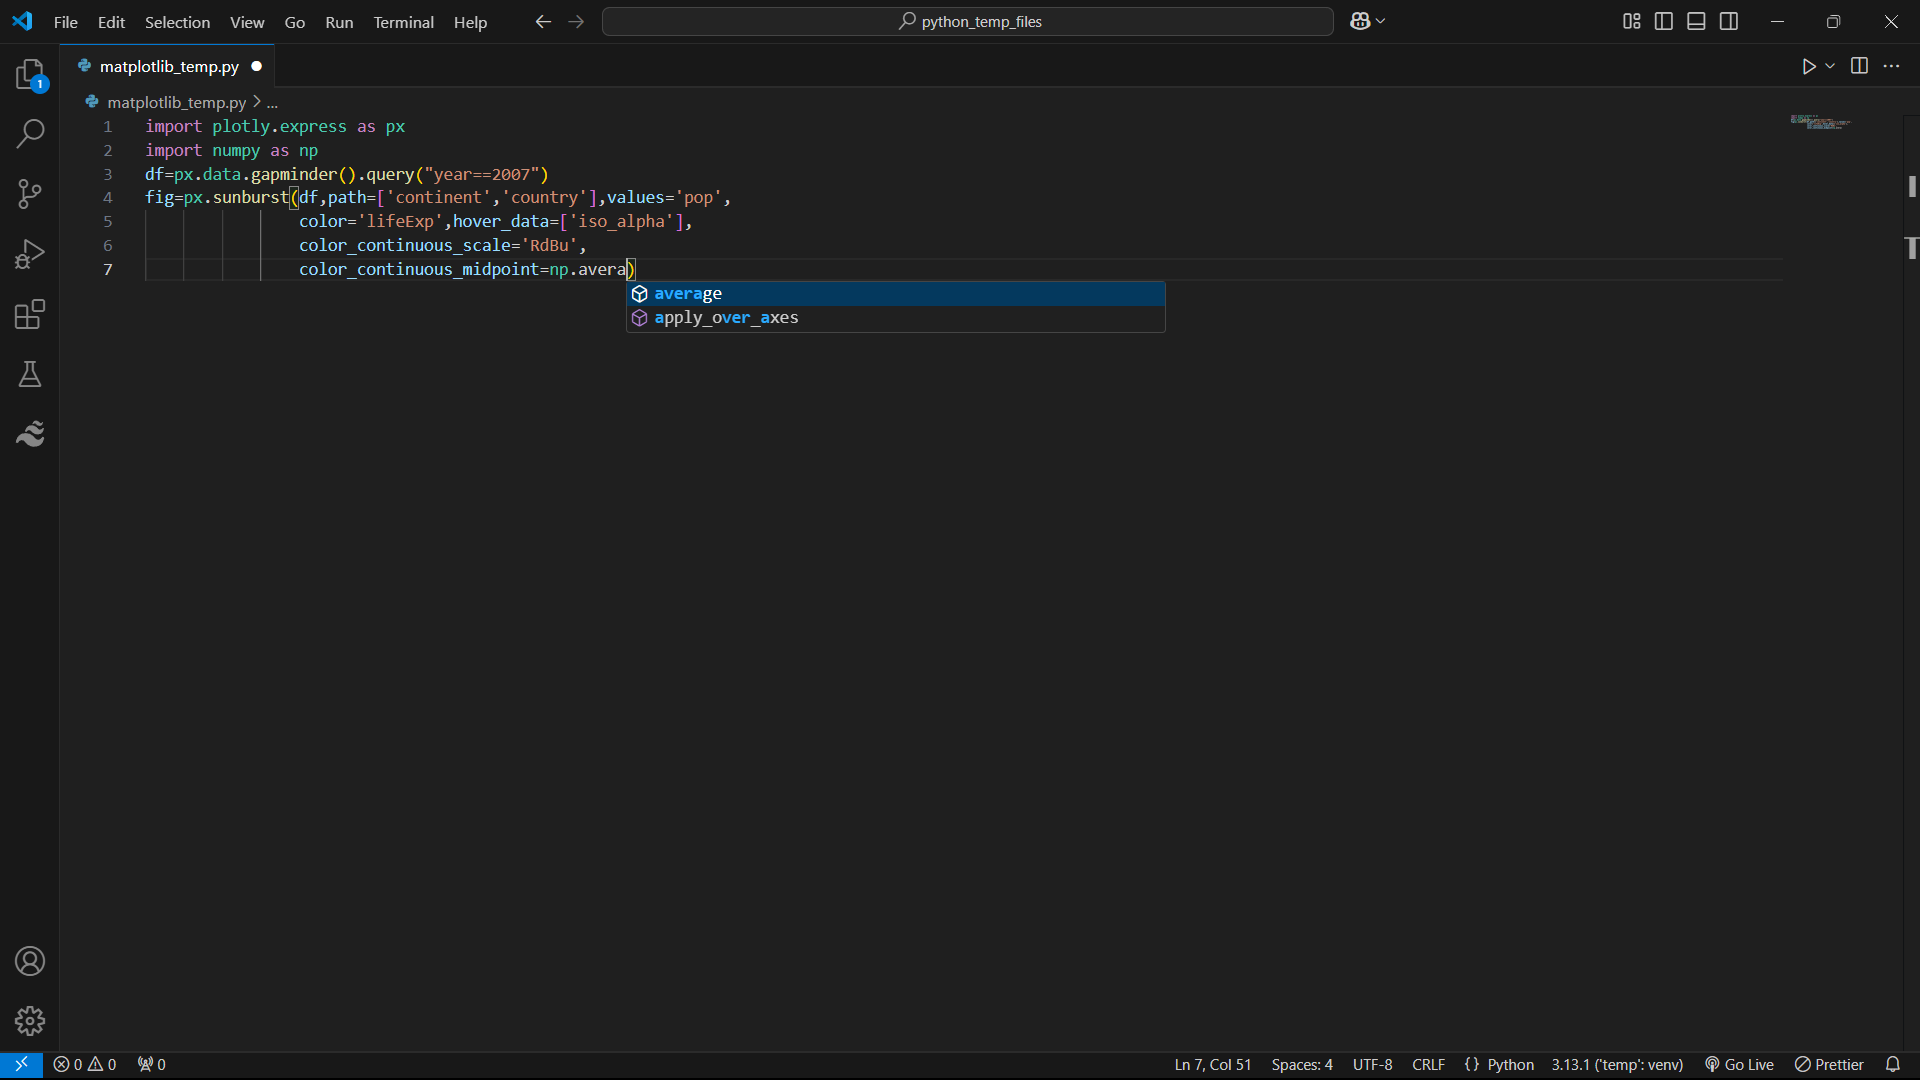 File Edit Selection View Go Run Terminal Help python_temp_files
1
matplotlib_temp.py
matplotlib_temp.py > ...
1 import plotly.express as px
2 import numpy as np
3 df=px.data.gapminder().query("year==2007")
4 fig=px.sunburst(df,path=['continent','country'],values='pop',
5 color='lifeExp',hover_data=['iso_alpha'],
6 color_continuous_scale='RdBu',
7 color_continuous_midpoint=np.avera)
average
apply_over_axes
0 0 0 Ln 7, Col 51 Spaces: 4 UTF-8 CRLF {} Python 3.13.1 ('temp': venv) Go Live Prettier